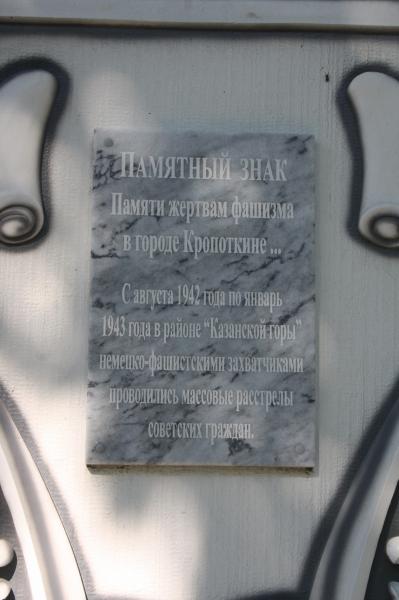 ПАМЯТНЫЙ ЗНАК
Памяти жертвам фашизма
в городе Кропоткине ...
С августа 1942 года по январь
1943 года в районе "Казанской горы"
немецко-фашистскими захватчиками
проводились массовые расстрелы
советских граждан.